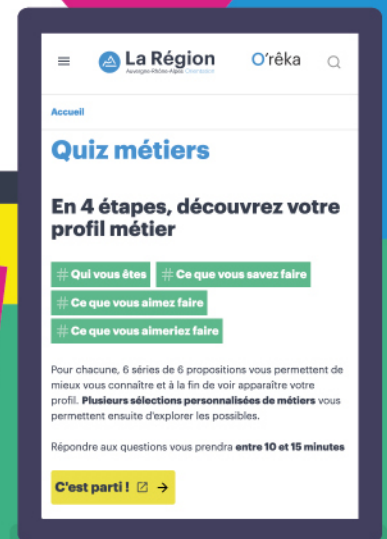 La Région
Auvergne-Rhône-Alpes Orientation
O'rêka
Accueil
Quiz métiers
En 4 étapes, découvrez votre
profil métier
# Qui vous êtes # Ce que vous savez faire
# Ce que vous aimez faire
# Ce que vous aimeriez faire
Pour chacune, 6 séries de 6 propositions vous permettent de
mieux vous connaître et à la fin de voir apparaître votre
profil. Plusieurs sélections personnalisées de métiers vous
permettent ensuite d'explorer les possibles.
Répondre aux questions vous prendra entre 10 et 15 minutes
C'est parti !